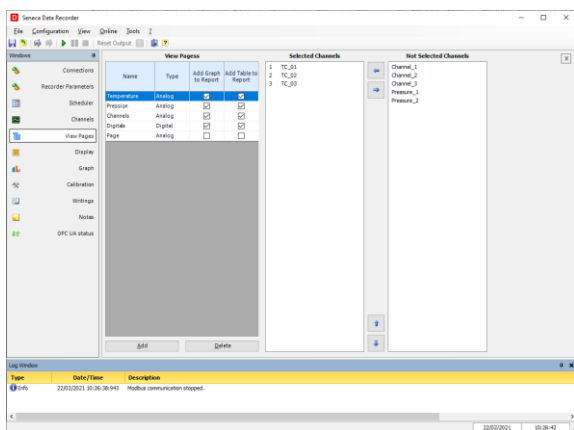 Seneca Data Recorder
File Configuration View Online Tools ?
Reset Output
Windows
View Pagess
Selected Channels
Not Selected Channels
Connections
Recorder Parameters
Scheduler
Channels
View Pages
Display
Graph
Calibration
Writings
Notes
OPC UA status
Name Type Add Graph to Report Add Table to Report
Temperature Analog
Pression Analog
Channels Analog
Digitals Digital
Page Analog
1 TC_01
2 TC_02
3 TC_03
Channel_1
Channel_2
Channel_3
Pressure_1
Pressure_2
Add Delete
Log Window
Type Date/Time Description
Info 22/02/2021 10:26:38:943 Modbus communication stopped.
22/02/2021 10:26:42